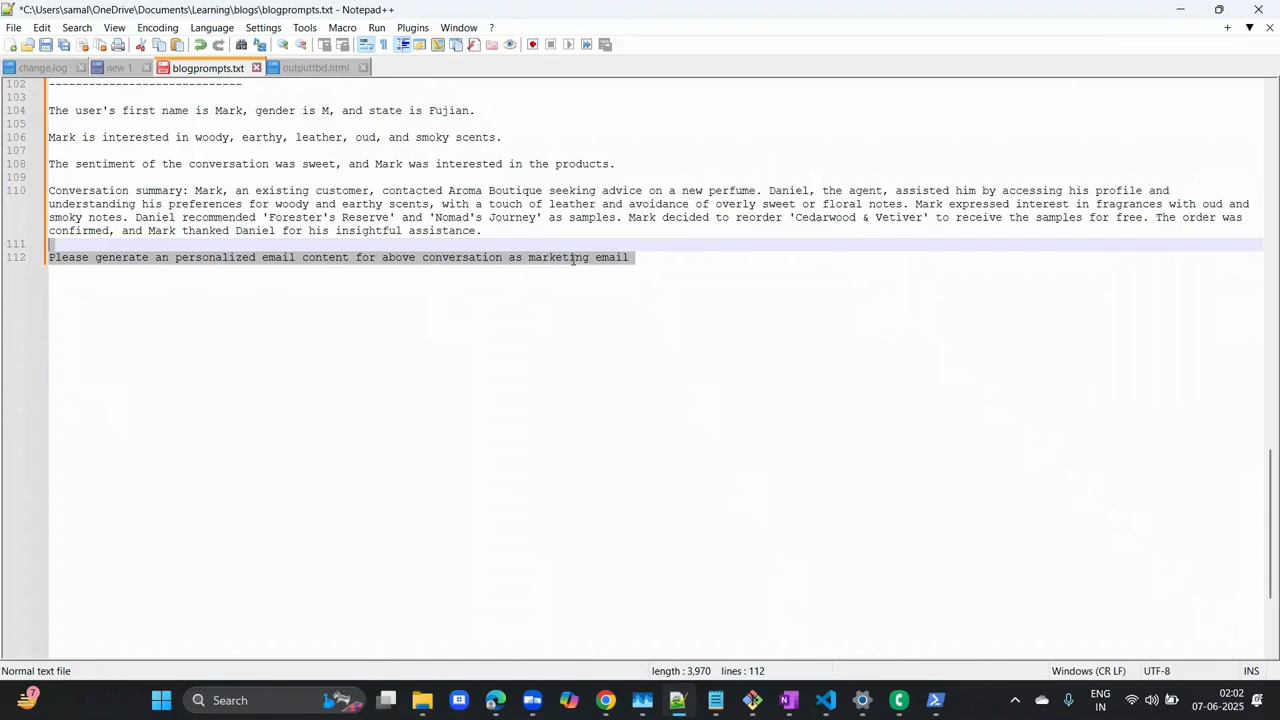 *C:\Users\samal\OneDrive\Documents\Learning\blogs\blogprompts.txt - Notepad++
File Edit Search View Encoding Language Settings Tools Macro Run Plugins Window ?
change.log new 1 blogprompts.txt outputtbd.html
102 ----------------------------
103
104 The user's first name is Mark, gender is M, and state is Fujian.
105
106 Mark is interested in woody, earthy, leather, oud, and smoky scents.
107
108 The sentiment of the conversation was sweet, and Mark was interested in the products.
109
110 Conversation summary: Mark, an existing customer, contacted Aroma Boutique seeking advice on a new perfume. Daniel, the agent, assisted him by accessing his profile and
understanding his preferences for woody and earthy scents, with a touch of leather and avoidance of overly sweet or floral notes. Mark expressed interest in fragrances with oud and
smoky notes. Daniel recommended 'Forester's Reserve' and 'Nomad's Journey' as samples. Mark decided to reorder 'Cedarwood & Vetiver' to receive the samples for free. The order was
confirmed, and Mark thanked Daniel for his insightful assistance.
111
112 Please generate an personalized email content for above conversation as marketing email
Normal text file length : 3,970 lines : 112 Windows (CR LF) UTF-8 INS
7 Search ENG 02:02
IN 07-06-2025